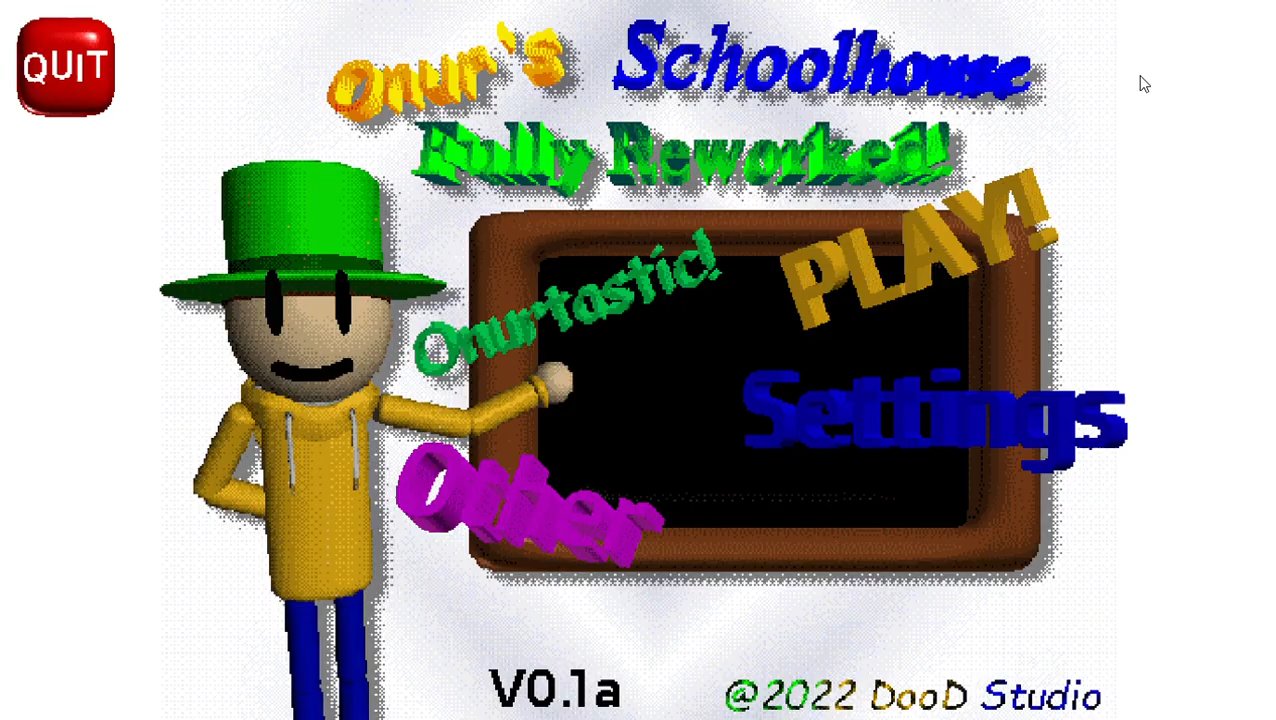 QUIT
Onur's Schoolhouse
Fully Reworked!
PLAY!
Onurtastic!
Settings
Other
V0.1a
@2022 DooD Studio